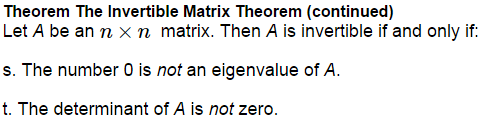 Theorem The Invertible Matrix Theorem (continued)
Let A be an n × n matrix. Then A is invertible if and only if:
s. The number 0 is not an eigenvalue of A.
t. The determinant of A is not zero.